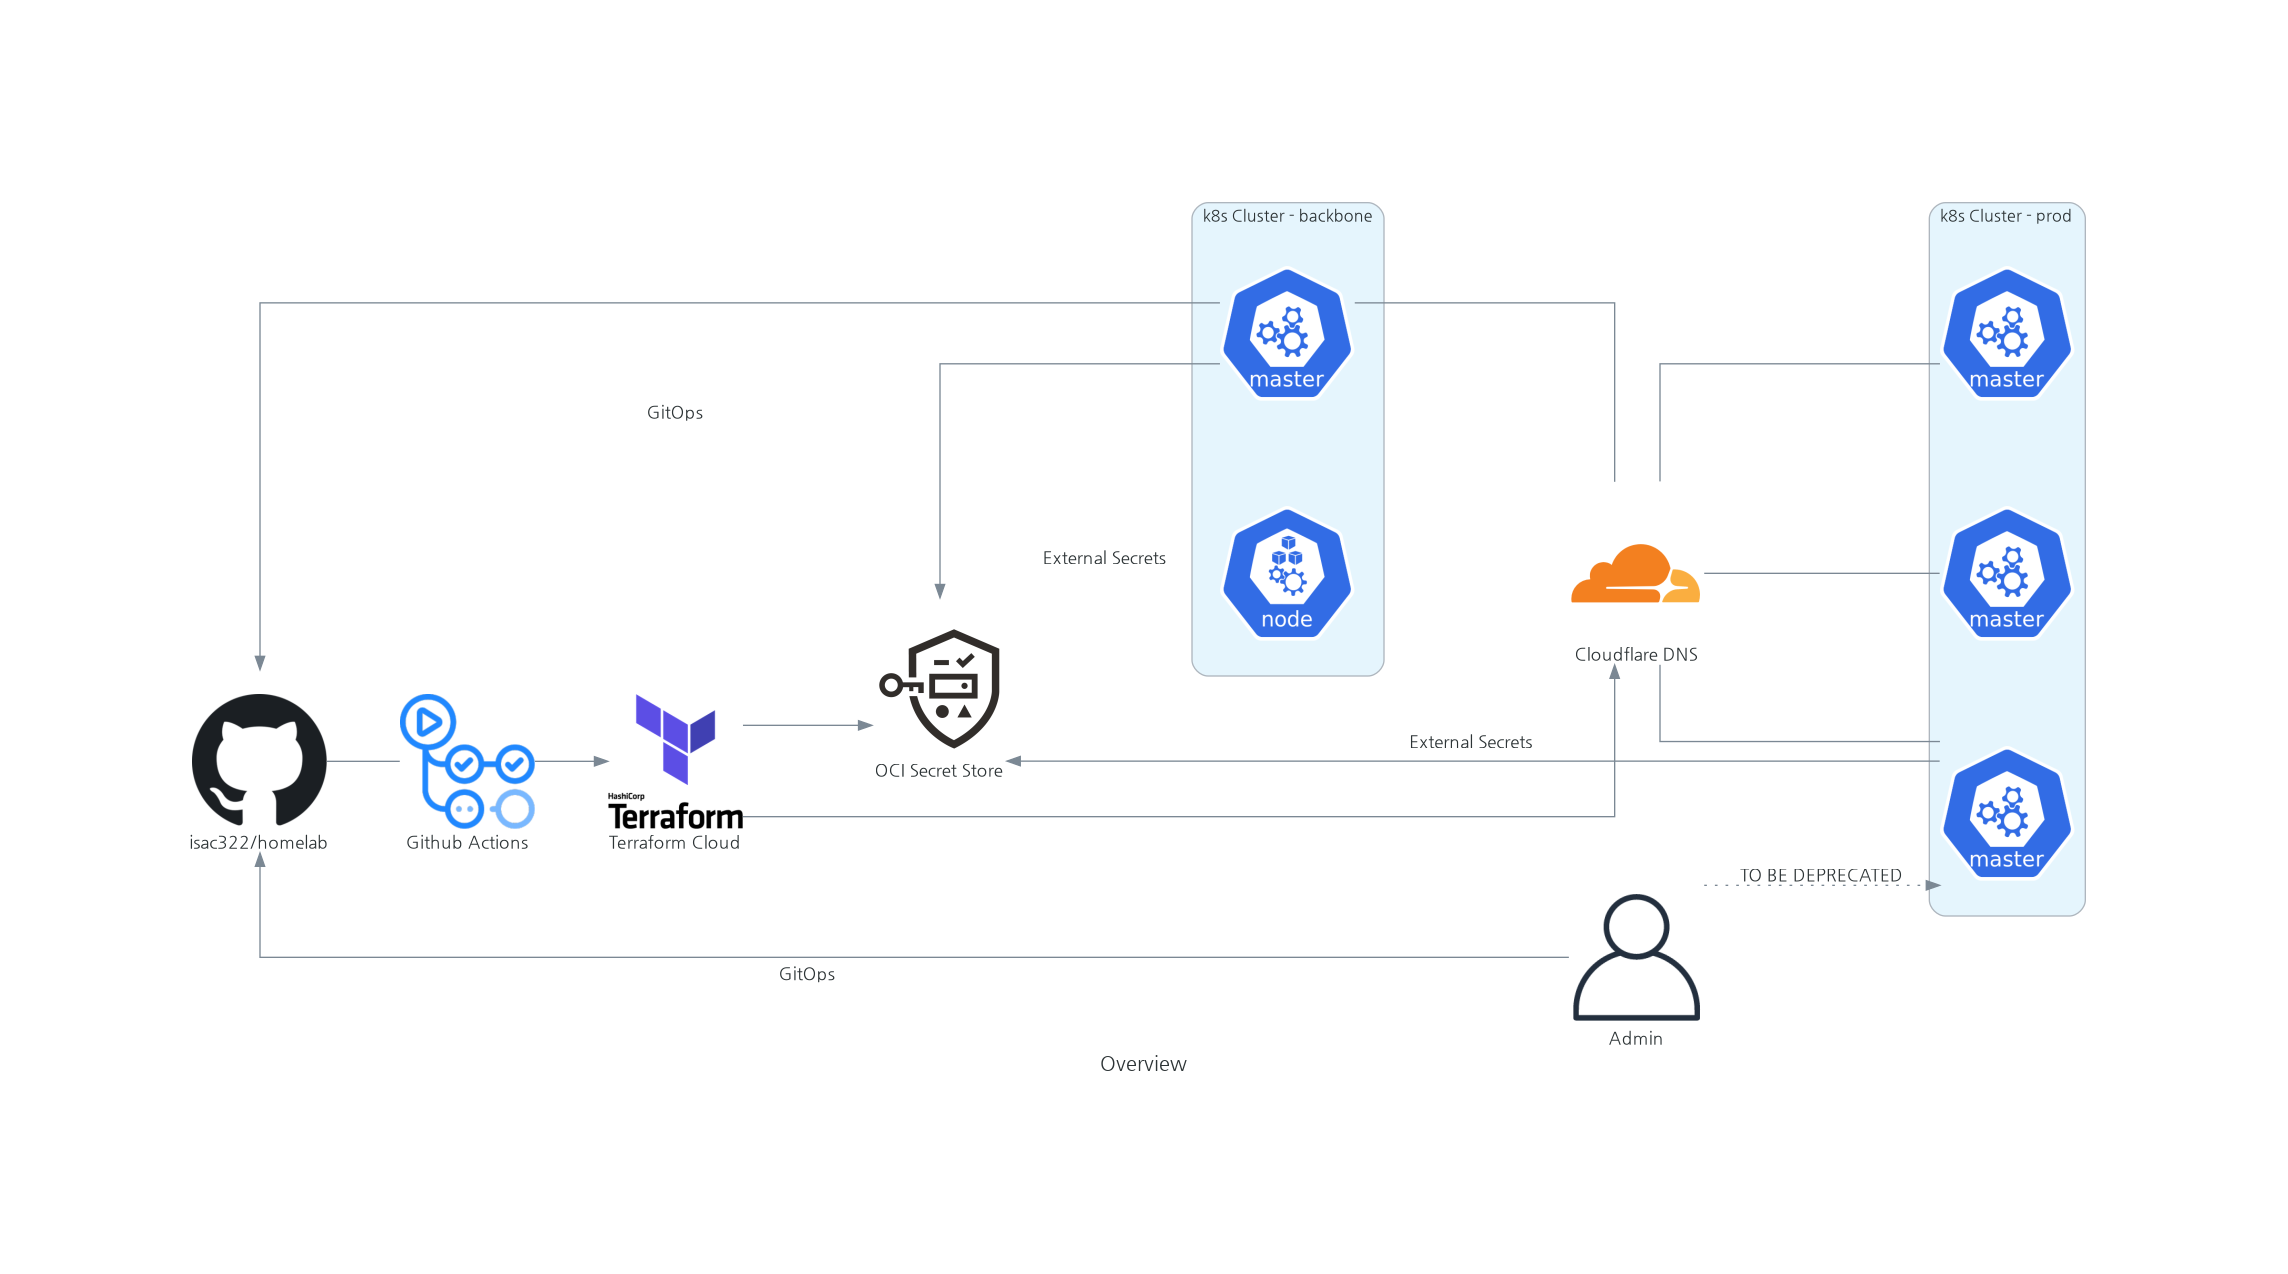 k8s Cluster - backbone
k8s Cluster - prod
master
master
GitOps
External Secrets
node
master
Cloudflare DNS
External Secrets
OCI Secret Store
HashiCorp
Terraform
isac322/homelab
Github Actions
Terraform Cloud
master
TO BE DEPRECATED
GitOps
Admin
Overview